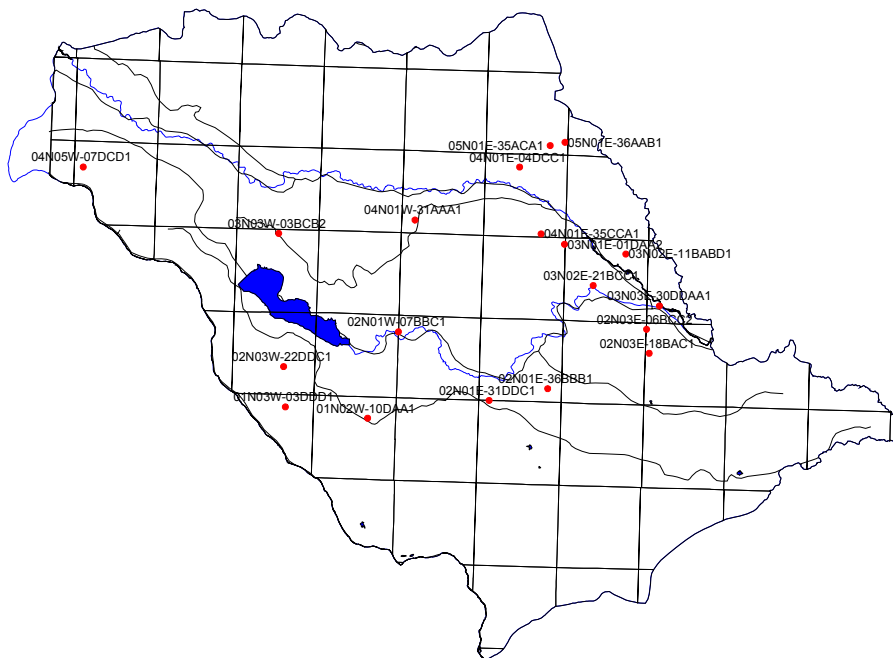 05N01E-35ACA1
05N01E-36AAB1
04N05W-07DCD1
04N01E-04DCC1
04N01W-31AAA1
03N03W-03BCB2
04N01E-35CCA1
03N01E-01DAA2
03N02E-11BABD1
03N02E-21BCC1
03N03E-30DDAA1
02N01W-07BBC1
02N03E-06BCC2
02N03E-18BAC1
02N03W-22DDC1
02N01E-36BBB1
02N01E-31DDC1
01N03W-03DDD1
01N02W-10DAA1